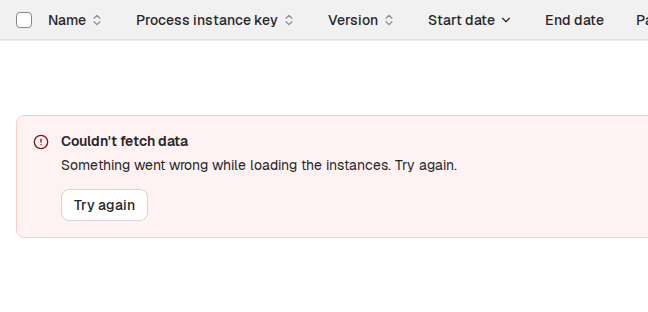 Name Process instance key Version Start date End date
Couldn't fetch data
Something went wrong while loading the instances. Try again.
Try again